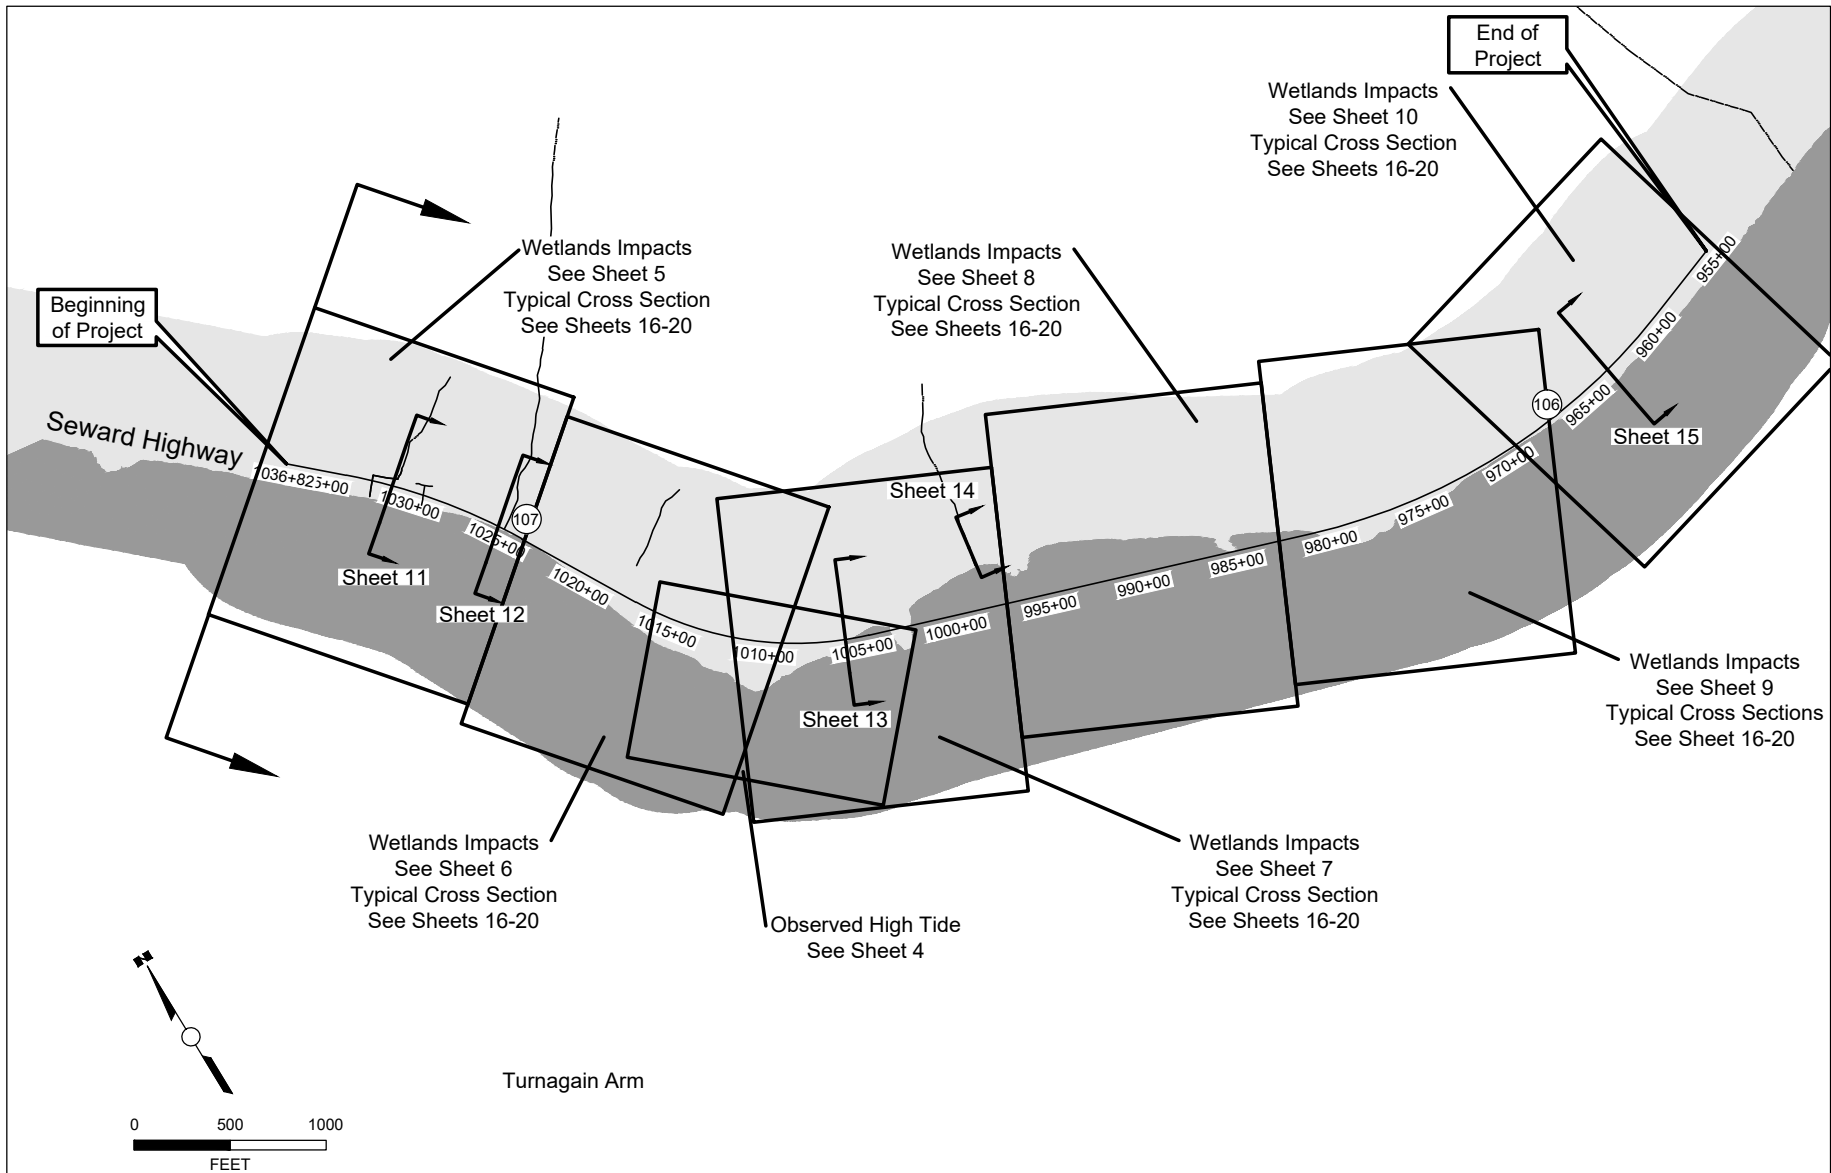 End of
Project
Wetlands Impacts
See Sheet 10
Typical Cross Section
See Sheets 16-20
Wetlands Impacts
See Sheet 5
Typical Cross Section
See Sheets 16-20
Wetlands Impacts
See Sheet 8
Typical Cross Section
See Sheets 16-20
Beginning
of Project
Seward Highway
1030+00
1025+00
1020+00
1015+00
1010+00
1005+00
1000+00
995+00
990+00
985+00
980+00
975+00
970+00
965+00
960+00
955+00
107
106
Sheet 11
Sheet 12
Sheet 13
Sheet 14
Sheet 15
Wetlands Impacts
See Sheet 9
Typical Cross Sections
See Sheet 16-20
Wetlands Impacts
See Sheet 6
Typical Cross Section
See Sheets 16-20
Observed High Tide
See Sheet 4
Wetlands Impacts
See Sheet 7
Typical Cross Section
See Sheets 16-20
N
Turnagain Arm
0 500 1000
FEET